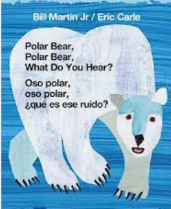 Bill Martin Jr / Eric Carle
Polar Bear,
Polar Bear,
What Do You Hear?
Oso polar,
oso polar,
¿qué es ese ruido?